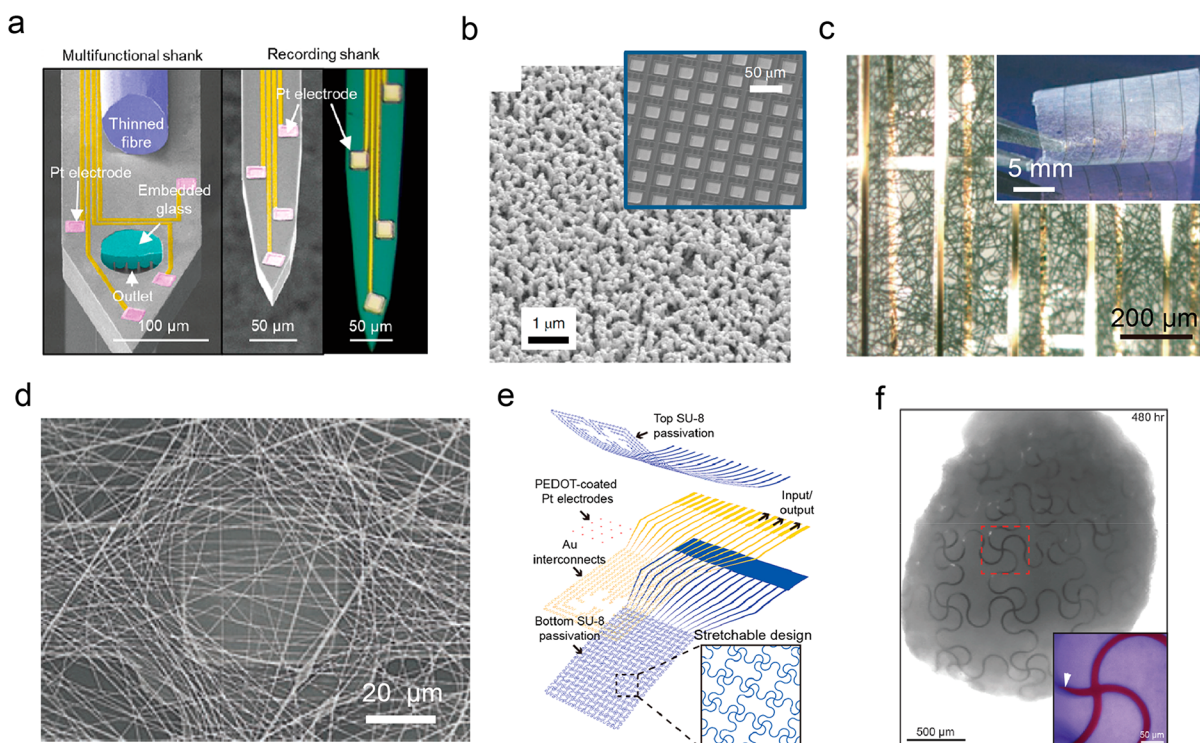 a
Multifunctional shank
Recording shank
Thinned
fibre
Pt electrode
Embedded
glass
Outlet
100 µm
Pt electrode
50 µm
50 µm
b
50 µm
1 µm
c
5 mm
200 µm
d
20 µm
e
Top SU-8
passivation
PEDOT-coated
Pt electrodes
Input/
output
Au
interconnects
Bottom SU-8
passivation
Stretchable design
f
480 hr
500 µm
50 µm